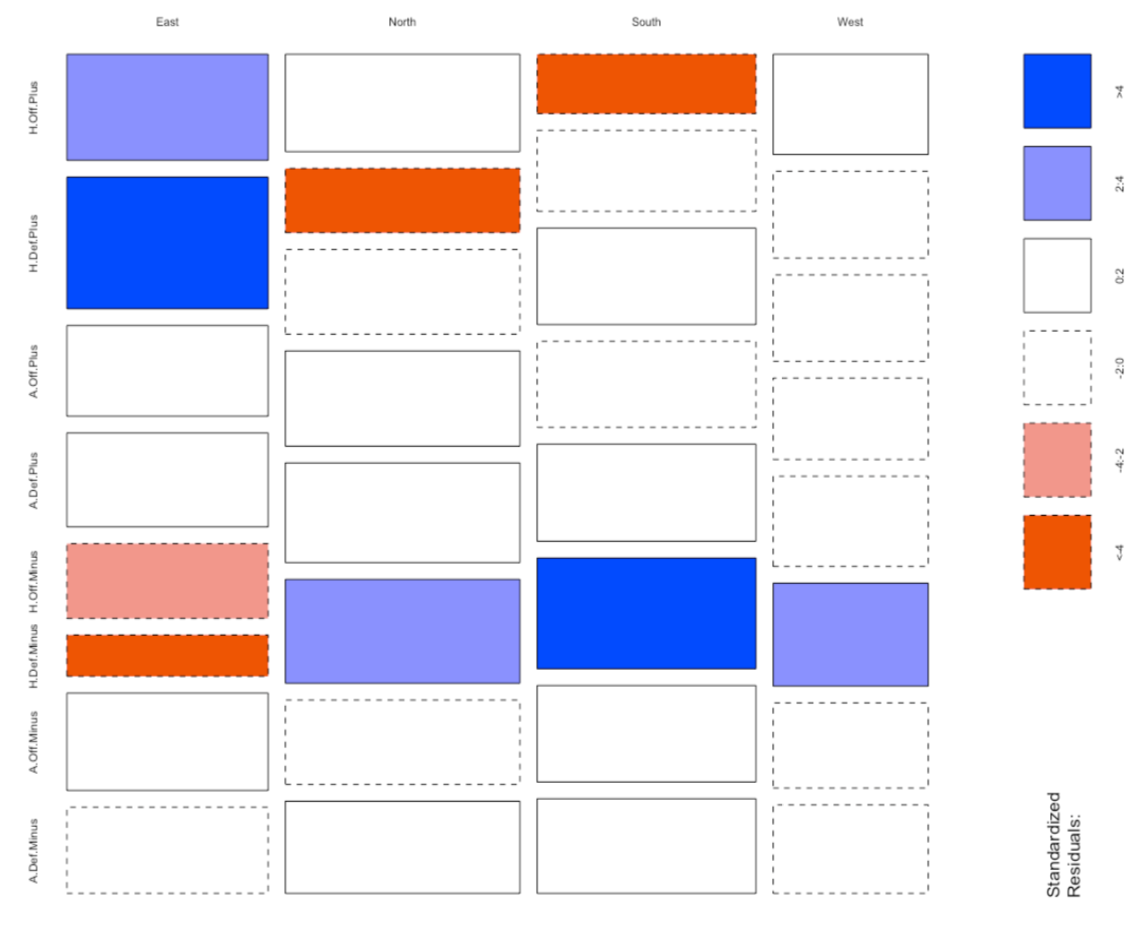 East
North
South
West
H.Off.Plus
H.Def.Plus
A.Off.Plus
A.Def.Plus
H.Off.Minus
H.Def.Minus
A.Off.Minus
A.Def.Minus
>4
2:4
0:2
-2:0
-4:-2
<-4
Standardized
Residuals: